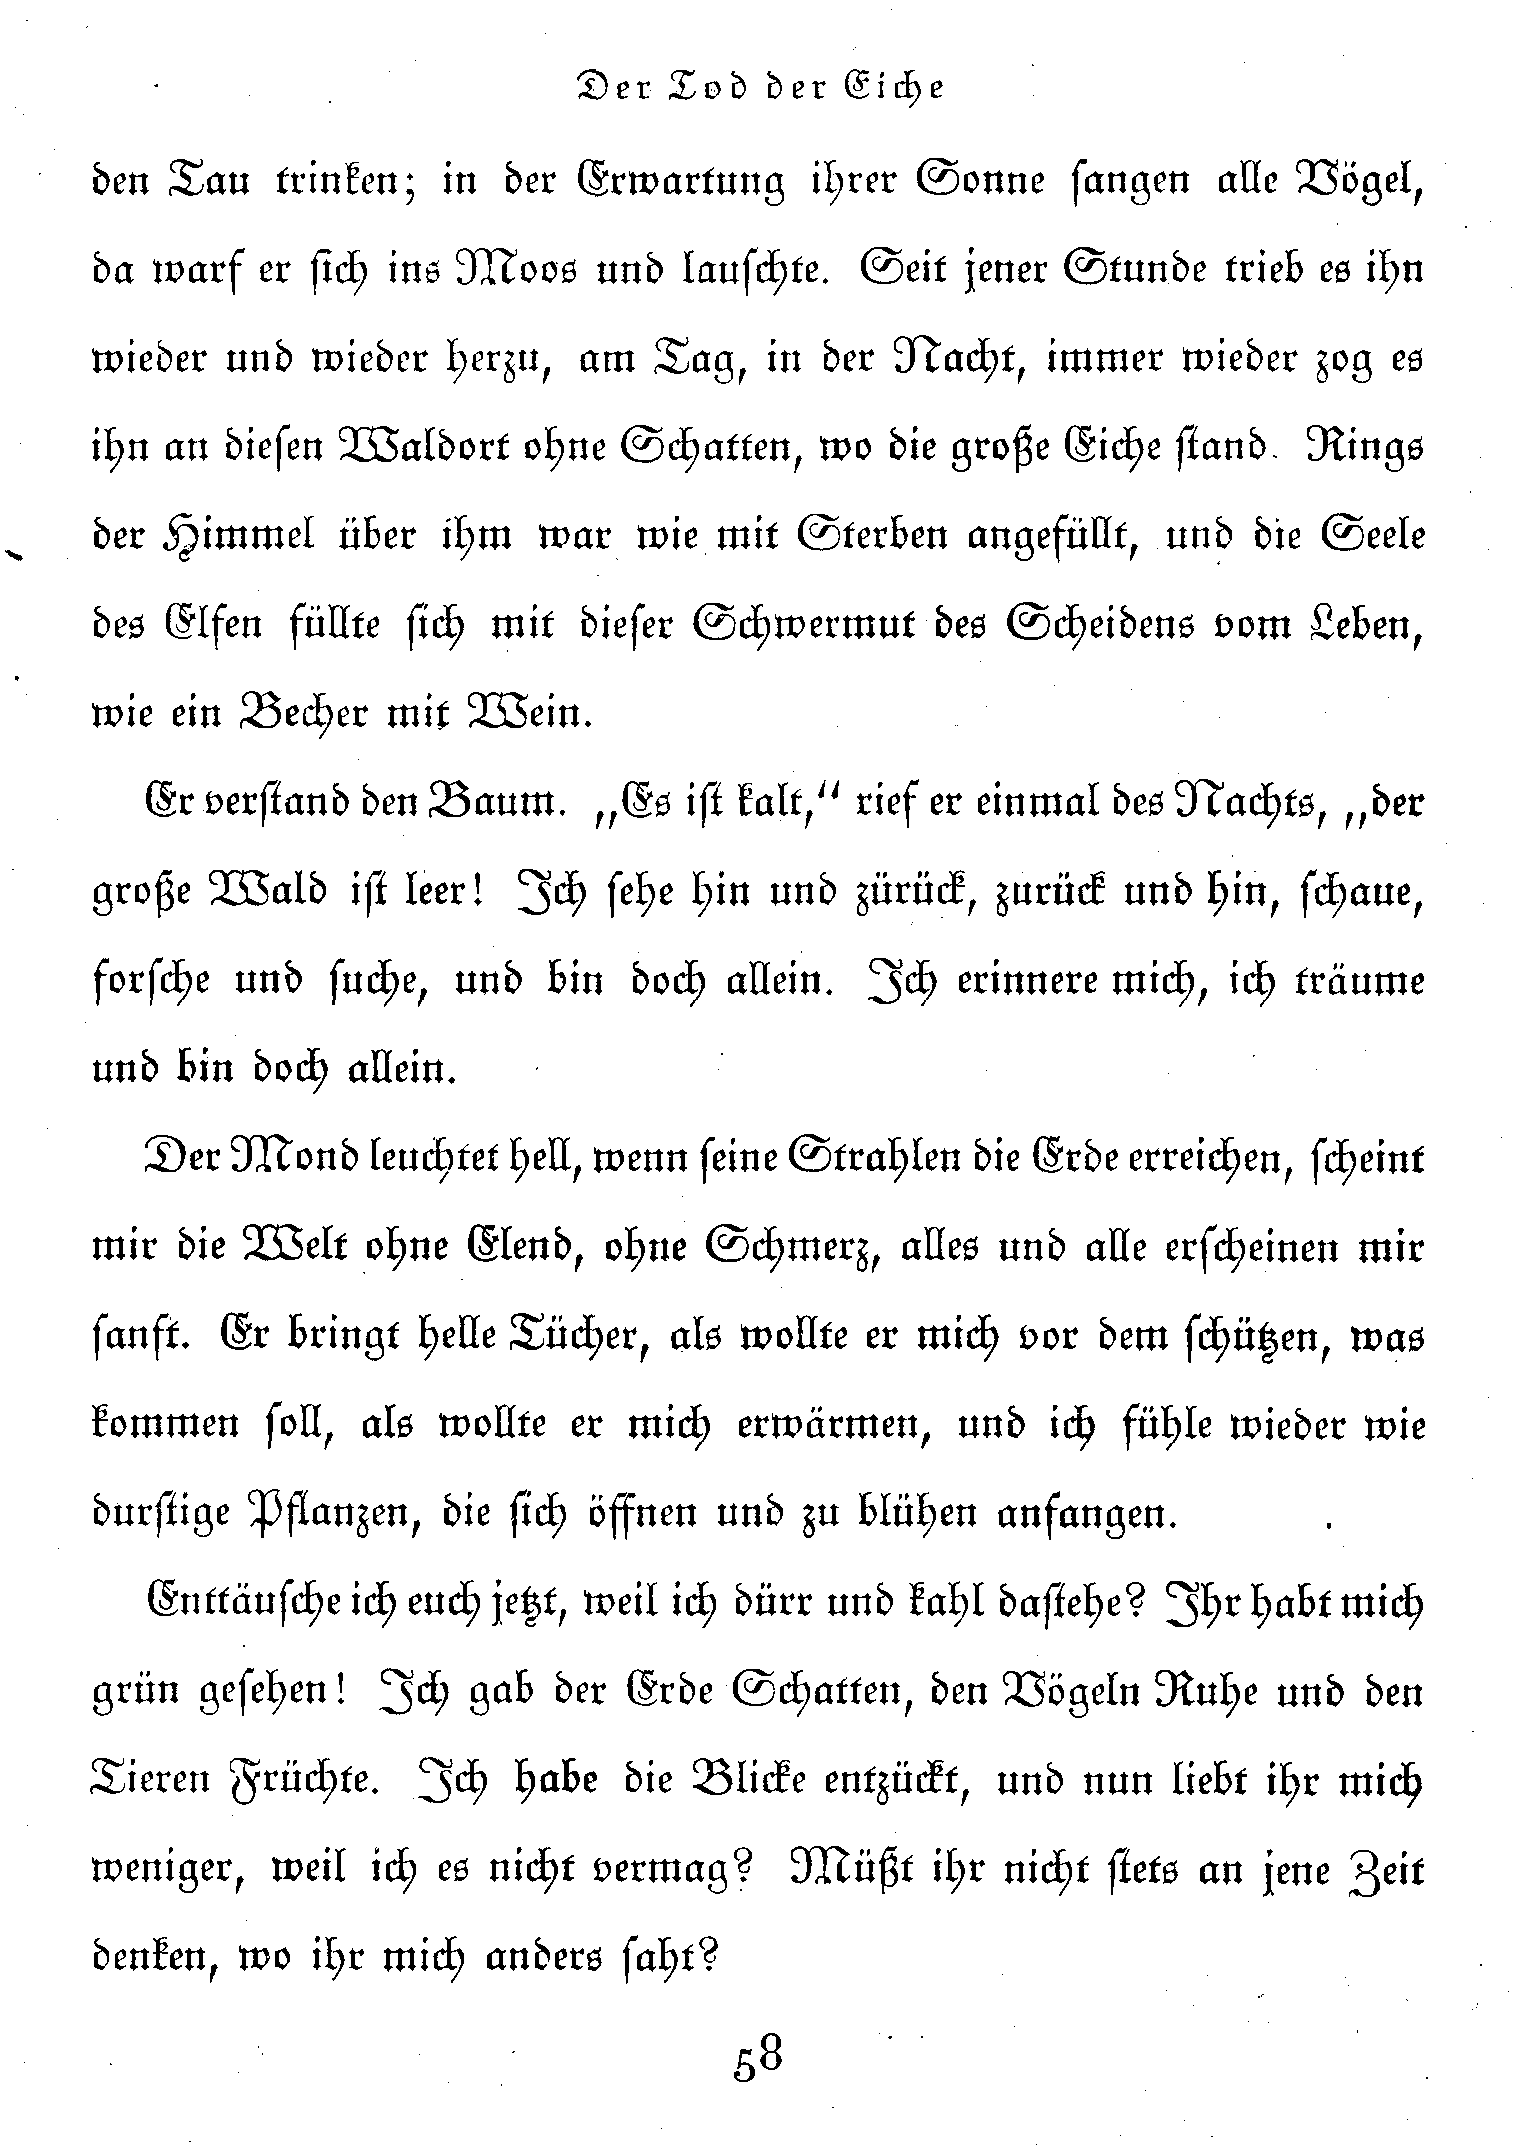 Der Tod der Eiche
den Tau trinken; in der Erwartung ihrer Sonne sangen alle Vögel,
da warf er sich ins Moos und lauschte. Seit jener Stunde trieb es ihn
wieder und wieder herzu, am Tag, in der Nacht, immer wieder zog es
ihn an diesen Waldort ohne Schatten, wo die große Eiche stand. Rings
der Himmel über ihm war wie mit Sterben angefüllt, und die Seele
des Elfen füllte sich mit dieser Schwermut des Scheidens vom Leben,
wie ein Becher mit Wein.
Er verstand den Baum. „Es ist kalt,“ rief er einmal des Nachts, „der
große Wald ist leer! Ich sehe hin und zürück, zurück und hin, schaue,
forsche und suche, und bin doch allein. Ich erinnere mich, ich träume
und bin doch allein.
Der Mond leuchtet hell, wenn seine Strahlen die Erde erreichen, scheint
mir die Welt ohne Elend, ohne Schmerz, alles und alle erscheinen mir
sanft. Er bringt helle Tücher, als wollte er mich vor dem schützen, was
kommen soll, als wollte er mich erwärmen, und ich fühle wieder wie
durstige Pflanzen, die sich öffnen und zu blühen anfangen.
Enttäusche ich euch jetzt, weil ich dürr und kahl dastehe? Ihr habt mich
grün gesehen! Ich gab der Erde Schatten, den Vögeln Ruhe und den
Tieren Früchte. Ich habe die Blicke entzückt, und nun liebt ihr mich
weniger, weil ich es nicht vermag? Müßt ihr nicht stets an jene Zeit
denken, wo ihr mich anders saht?
58